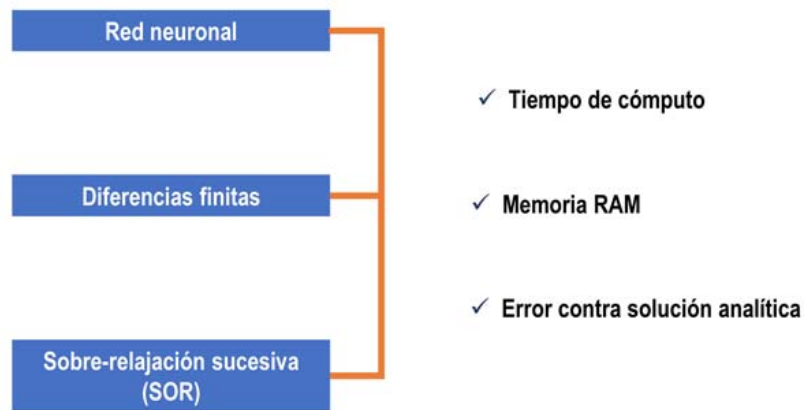 Red neuronal
✓ Tiempo de cómputo
Diferencias finitas
✓ Memoria RAM
✓ Error contra solución analítica
Sobre-relajación sucesiva
(SOR)